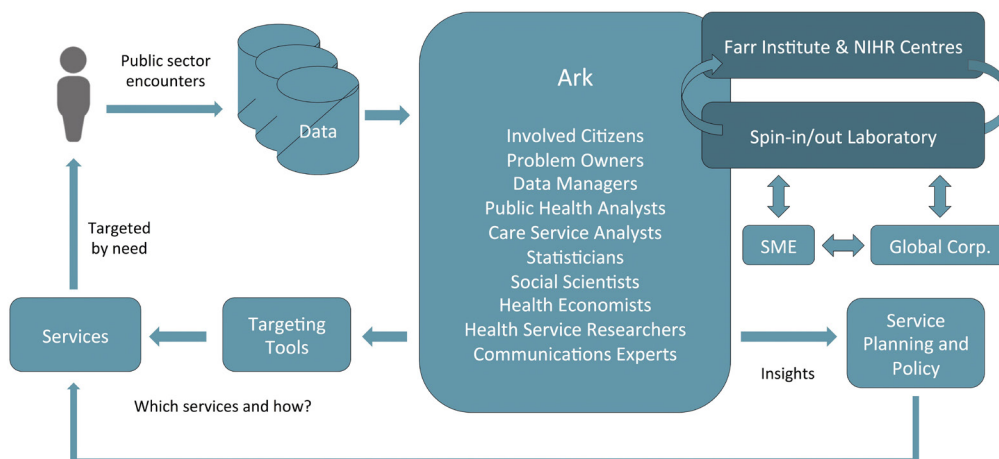 Public sector
encounters
Data
Ark
Involved Citizens
Problem Owners
Data Managers
Public Health Analysts
Care Service Analysts
Statisticians
Social Scientists
Health Economists
Health Service Researchers
Communications Experts
Farr Institute & NIHR Centres
Spin-in/out Laboratory
SME
Global Corp.
Targeted
by need
Services
Targeting
Tools
Insights
Service
Planning and
Policy
Which services and how?